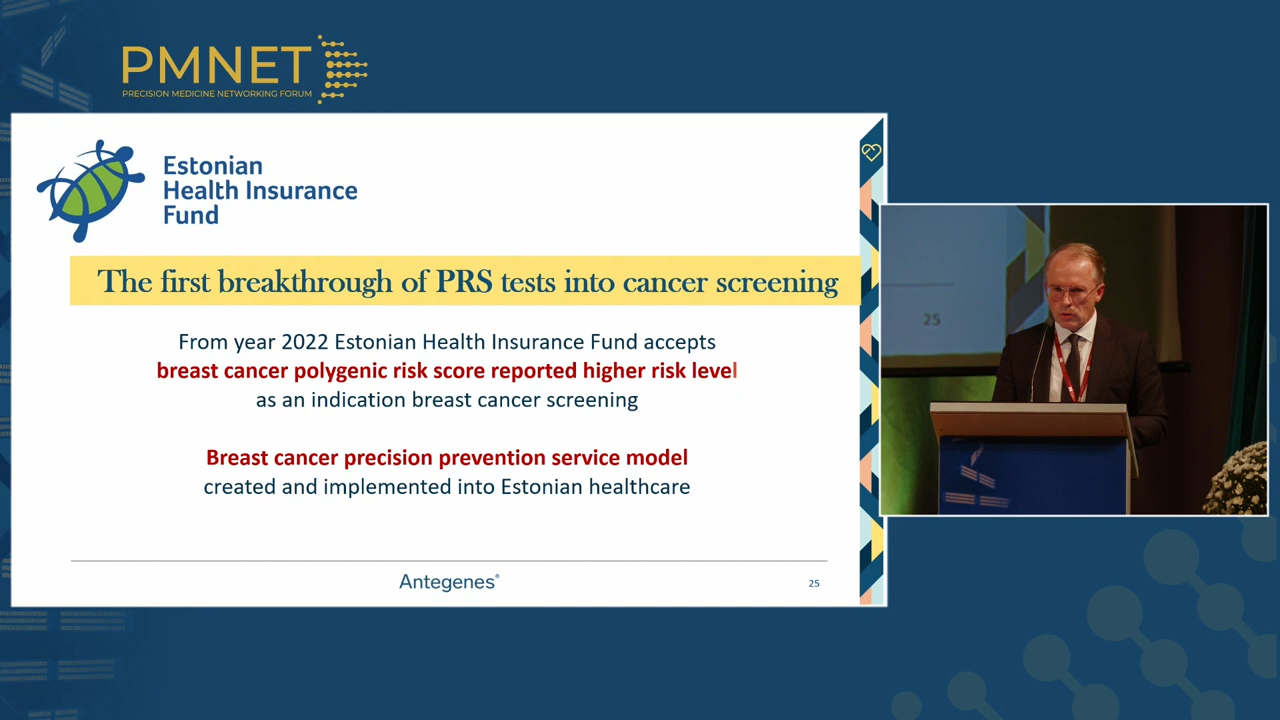 PMNET
PRECISION MEDICINE NETWORKING FORUM
Estonian
Health Insurance
Fund
The first breakthrough of PRS tests into cancer screening
From year 2022 Estonian Health Insurance Fund accepts
breast cancer polygenic risk score reported higher risk level
as an indication breast cancer screening
Breast cancer precision prevention service model
created and implemented into Estonian healthcare
Antegenes®
25
25